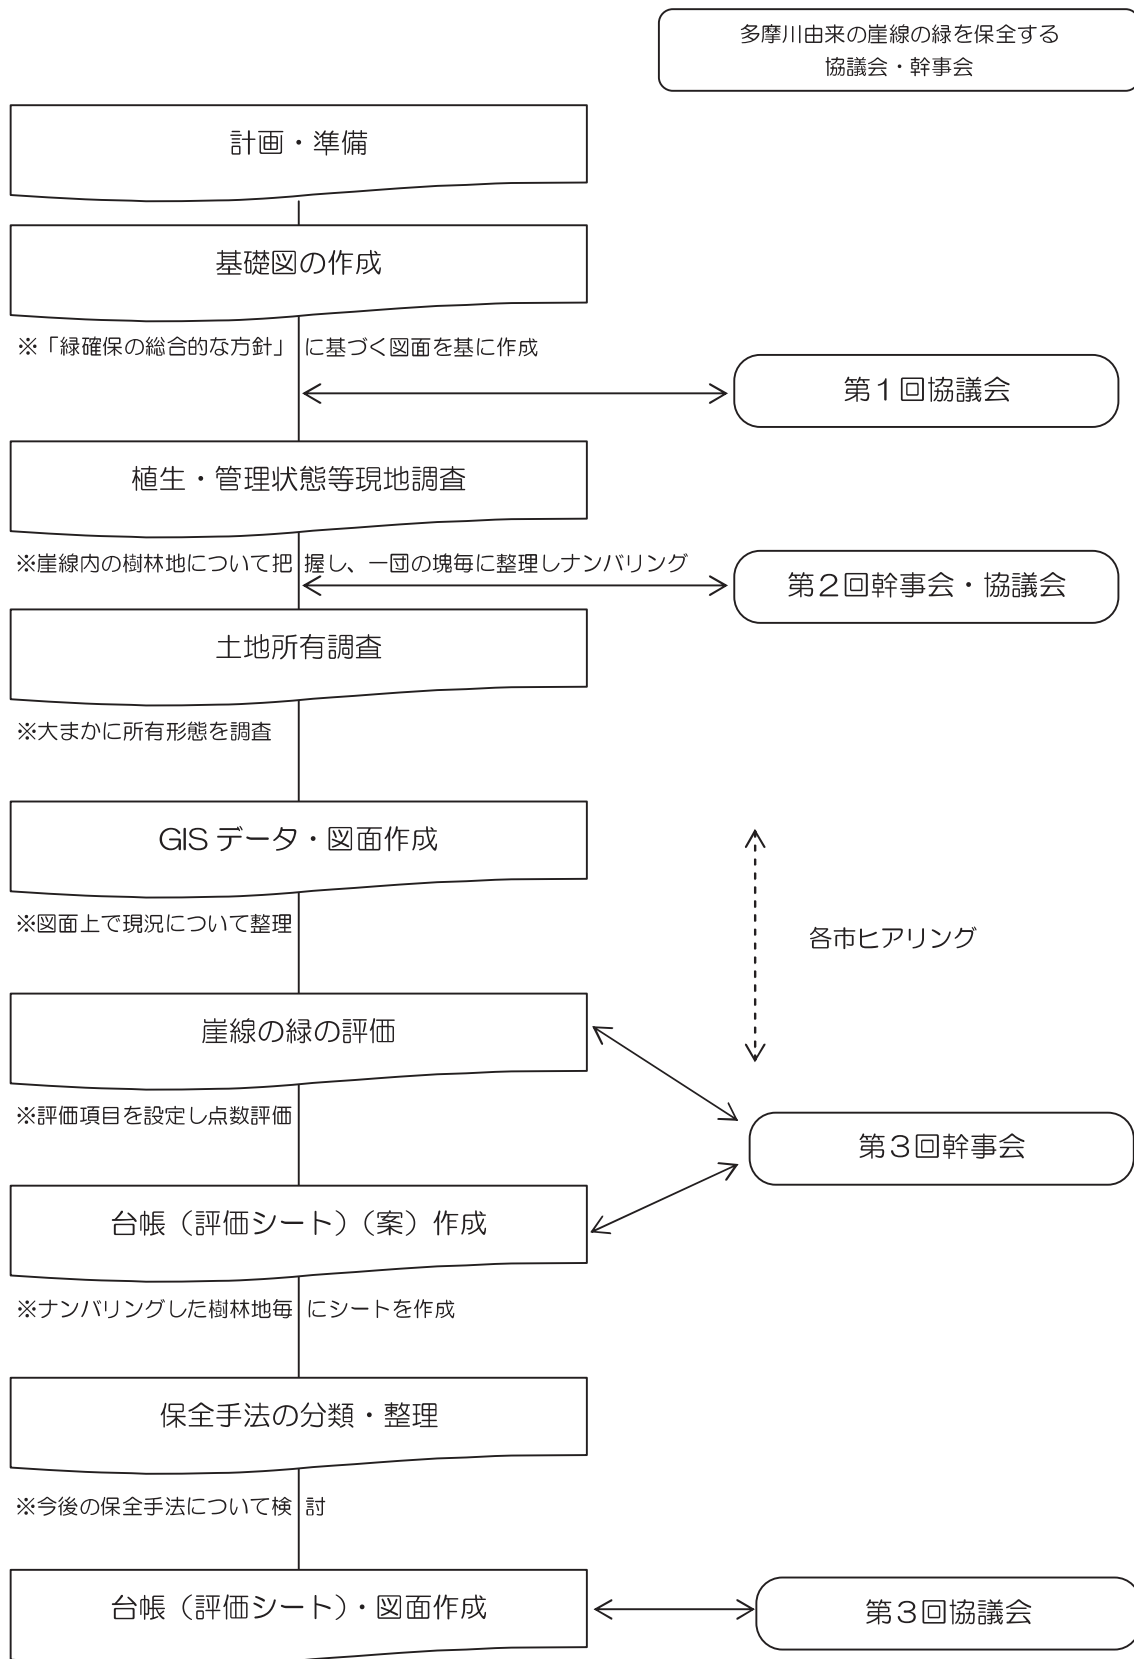 多摩川由来の崖線の緑を保全する
協議会・幹事会
計画・準備
基礎図の作成
※「緑確保の総合的な方針」に基づく図面を基に作成
第1回協議会
植生・管理状態等現地調査
※崖線内の樹林地について把握し、一団の塊毎に整理しナンバリング
第2回幹事会・協議会
土地所有調査
※大まかに所有形態を調査
GIS データ・図面作成
※図面上で現況について整理
各市ヒアリング
崖線の緑の評価
※評価項目を設定し点数評価
第3回幹事会
台帳（評価シート）（案）作成
※ナンバリングした樹林地毎にシートを作成
保全手法の分類・整理
※今後の保全手法について検討
台帳（評価シート）・図面作成
第3回協議会